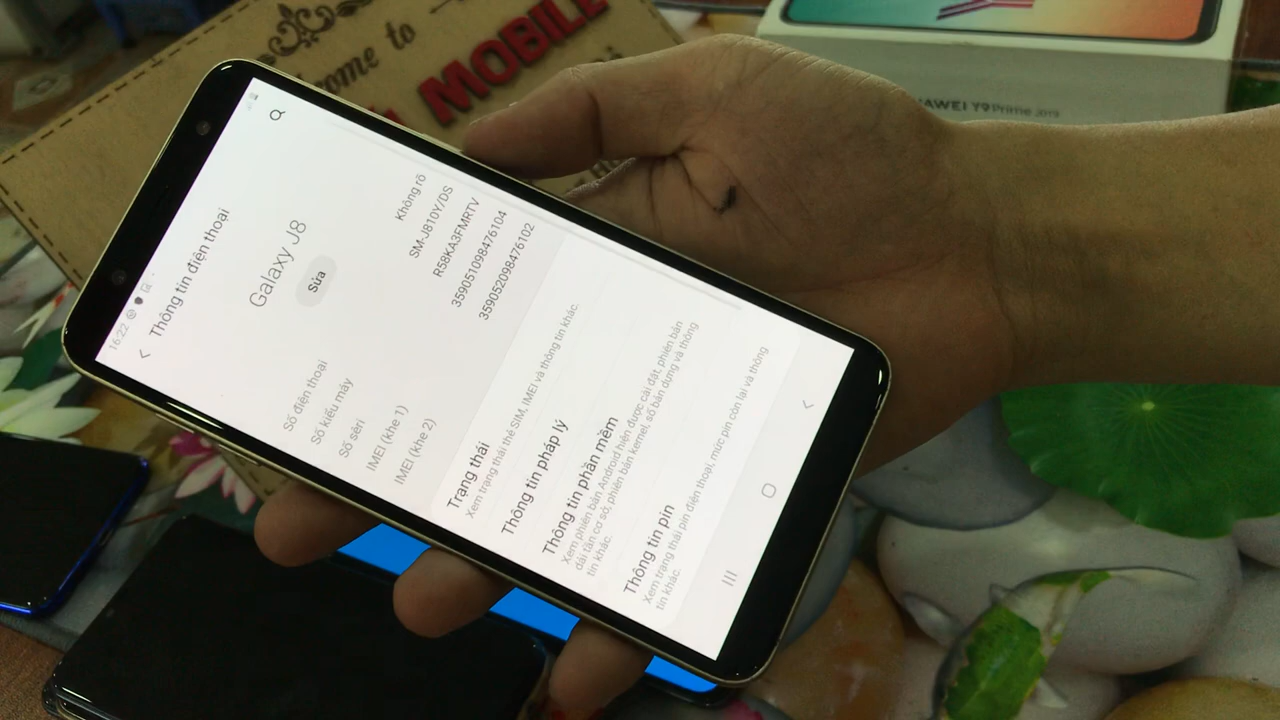 16:22
Thông tin điện thoại
Galaxy J8
Sửa
Số điện thoại Không rõ
Số kiểu máy SM-J810Y/DS
Số sêri R58KA3FMRTV
IMEI (khe 1) 359051098476104
IMEI (khe 2) 359052098476102
Trạng thái
Xem trạng thái thẻ SIM, IMEI và thông tin khác.
Thông tin pháp lý
Thông tin phần mềm
Xem phiên bản Android hiện được cài đặt, phiên bản
dải tần cơ sở, phiên bản kernel, số bản dựng và thông
tin khác.
Thông tin pin
Xem trạng thái pin điện thoại, mức pin còn lại và thông
tin khác.
come to
MOBILE
HUAWEI Y9 Prime 2019